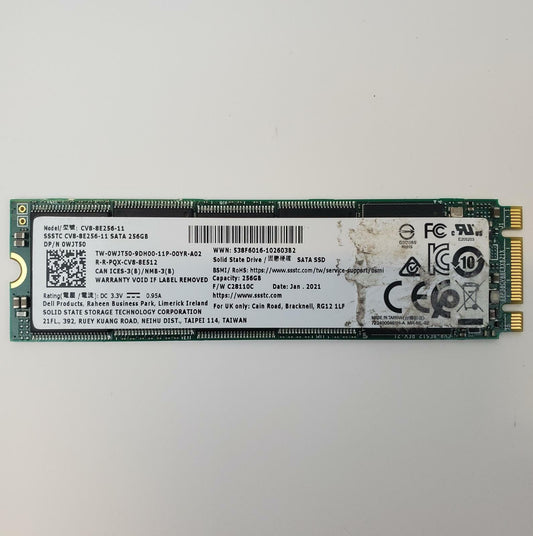 Model/型號: CV8-8E256-11
SSSTC CV8-8E256-11 SATA 256GB
DP/N 0WJT50
TW-0WJT50-9DH00-11P-00YR-A02
R-R-PQX-CV8-8E512
CAN ICES-3(B)/NMB-3(B)
WARRANTY VOID IF LABEL REMOVED
Rating(電壓/電流): DC 3.3V 0.95A
Dell Products, Raheen Business Park, Limerick Ireland
SOLID STATE STORAGE TECHNOLOGY CORPORATION
21FL., 392, RUEY KUANG ROAD, NEIHU DIST., TAIPEI 114, TAIWAN
WWN: 538F6016-10260382
Solid State Drive /固態硬碟 SATA SSD
BSMI/ RoHS: https://www.ssstc.com/tw/service-support/bsmi
Capacity: 256GB
F/W C2B110C Date: Jan . 2021
https://www.ssstc.com
For UK only: Cain Road, Bracknell, RG12 1LF
FC
10
CE
MADE IN TAIWAN